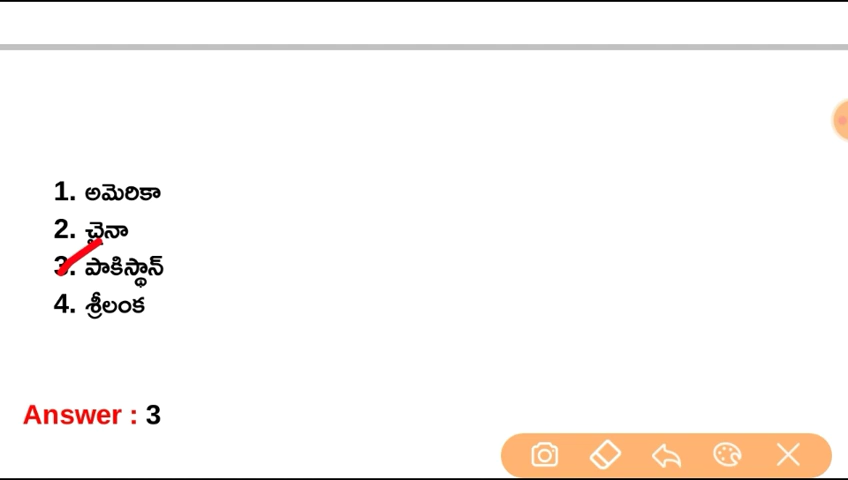 1. అమెరికా
2. చైనా
3. పాకిస్థాన్
4. శ్రీలంక
Answer : 3